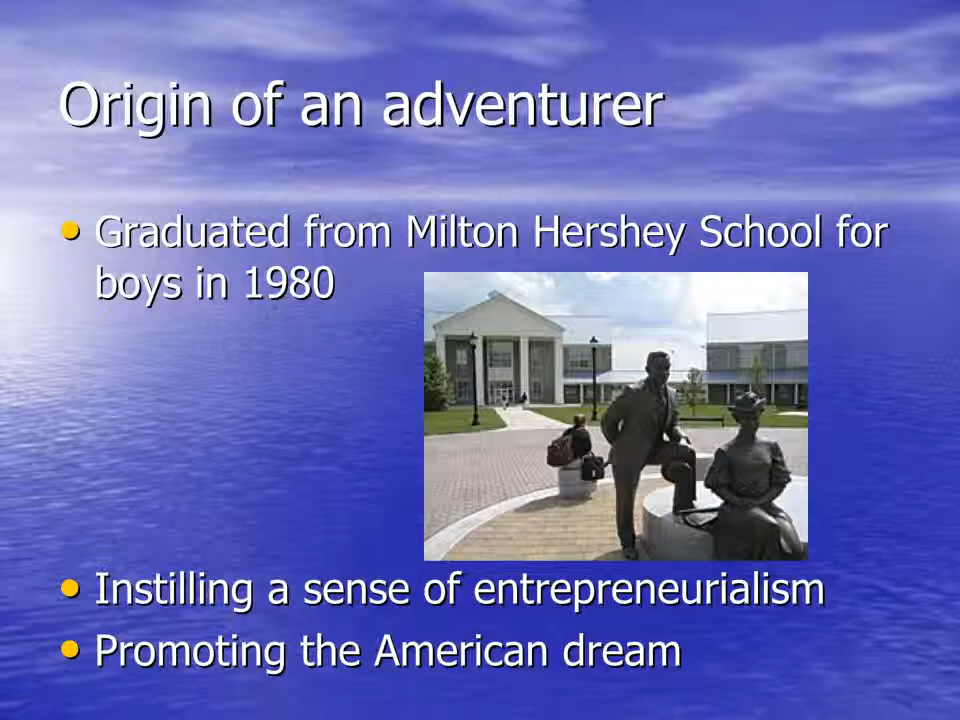 Origin of an adventurer
• Graduated from Milton Hershey School for
boys in 1980
• Instilling a sense of entrepreneurialism
• Promoting the American dream